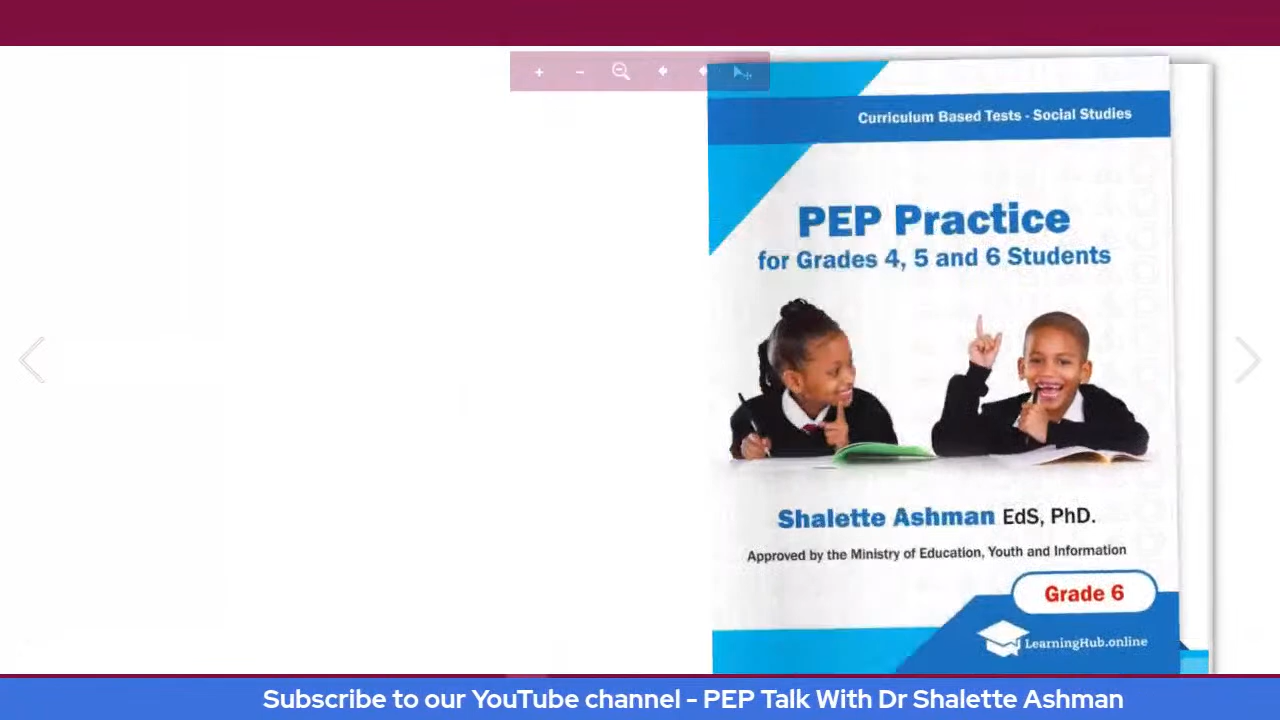 Curriculum Based Tests - Social Studies
PEP Practice
for Grades 4, 5 and 6 Students
Shalette Ashman EdS, PhD.
Approved by the Ministry of Education, Youth and Information
Grade 6
LearningHub.online
Subscribe to our YouTube channel - PEP Talk With Dr Shalette Ashman